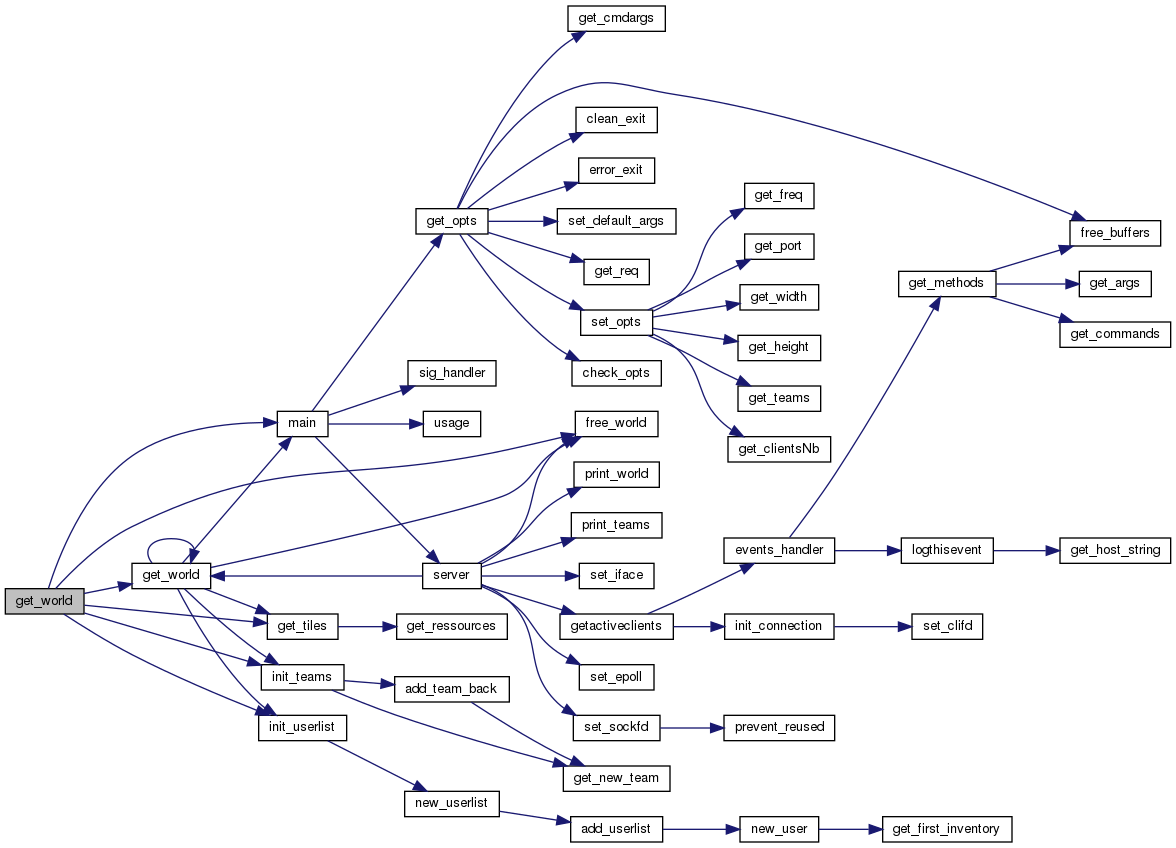 get_cmdargs
clean_exit
error_exit
get_freq
get_opts
set_default_args
free_buffers
get_port
get_req
get_methods
get_args
get_width
set_opts
get_commands
get_height
sig_handler
check_opts
get_teams
main
usage
free_world
get_clientsNb
print_world
print_teams
events_handler
logthisevent
get_host_string
get_world
server
set_iface
get_world
get_tiles
get_ressources
getactiveclients
init_connection
set_clifd
init_teams
add_team_back
set_epoll
init_userlist
set_sockfd
prevent_reused
get_new_team
new_userlist
add_userlist
new_user
get_first_inventory